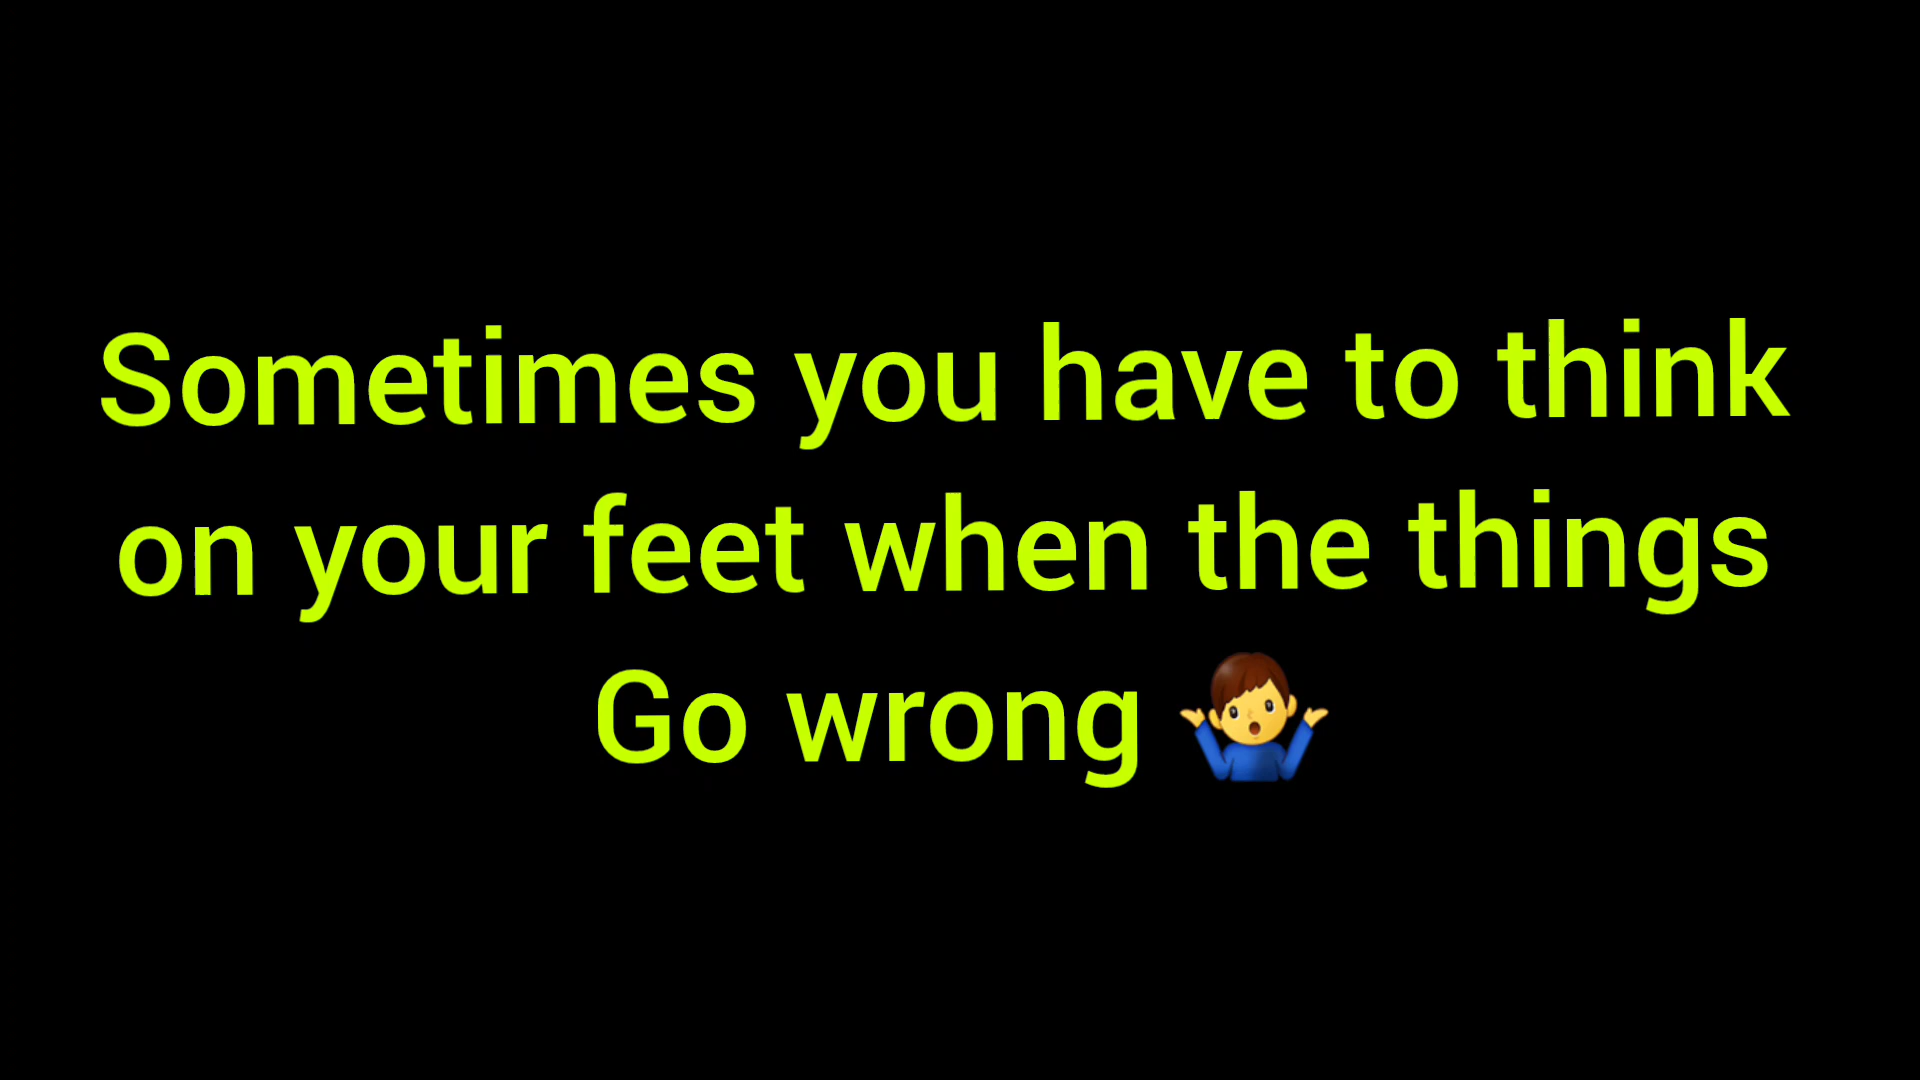 Sometimes you have to think
on your feet when the things
Go wrong 🤷‍♂️